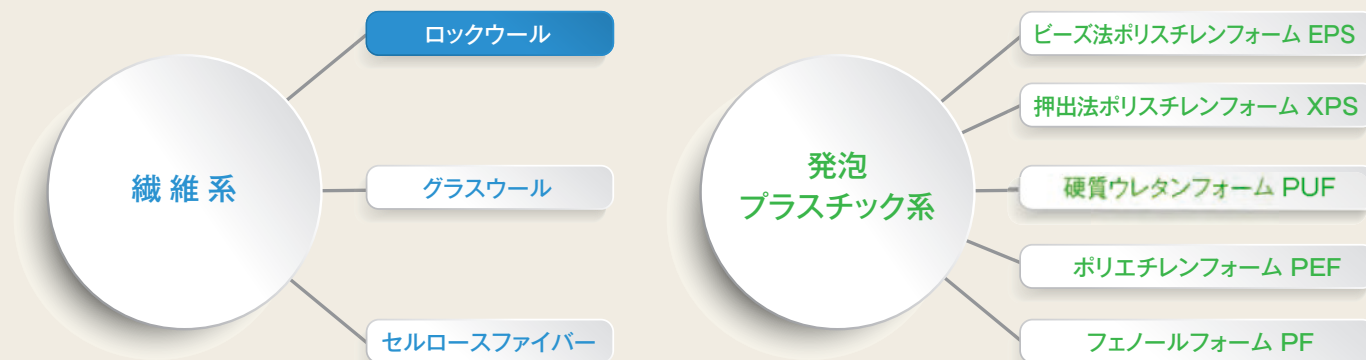 繊維系
ロックウール
グラスウール
セルロースファイバー
発泡
プラスチック系
ビーズ法ポリスチレンフォーム EPS
押出法ポリスチレンフォーム XPS
硬質ウレタンフォーム PUF
ポリエチレンフォーム PEF
フェノールフォーム PF